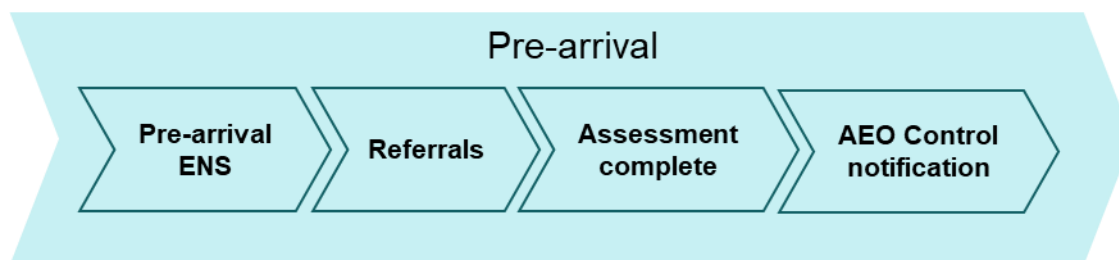 Pre-arrival
Pre-arrival
ENS
Referrals
Assessment
complete
AEO Control
notification